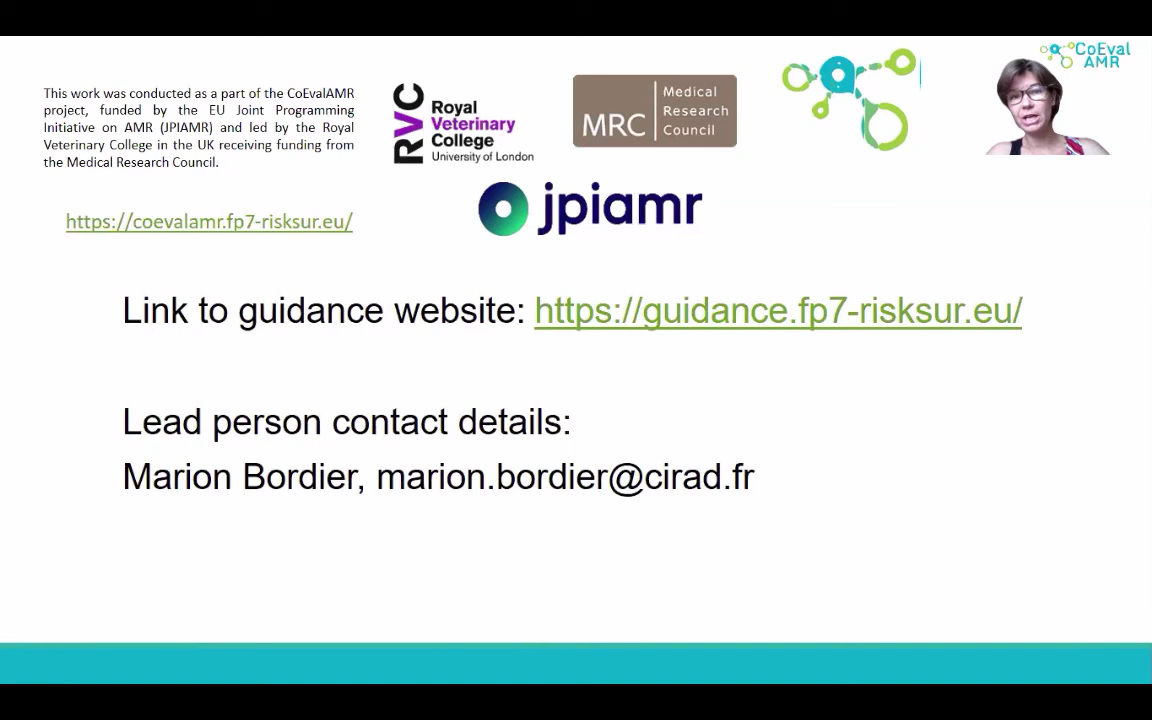 This work was conducted as a part of the CoEvalAMR
project, funded by the EU Joint Programming
Initiative on AMR (JPIAMR) and led by the Royal
Veterinary College in the UK receiving funding from
the Medical Research Council.
RVC
Royal
Veterinary
College
University of London
MRC
Medical
Research
Council
CoEval
AMR
https://coevalamr.fp7-risksur.eu/
jpiamr
Link to guidance website: https://guidance.fp7-risksur.eu/
Lead person contact details:
Marion Bordier, marion.bordier@cirad.fr